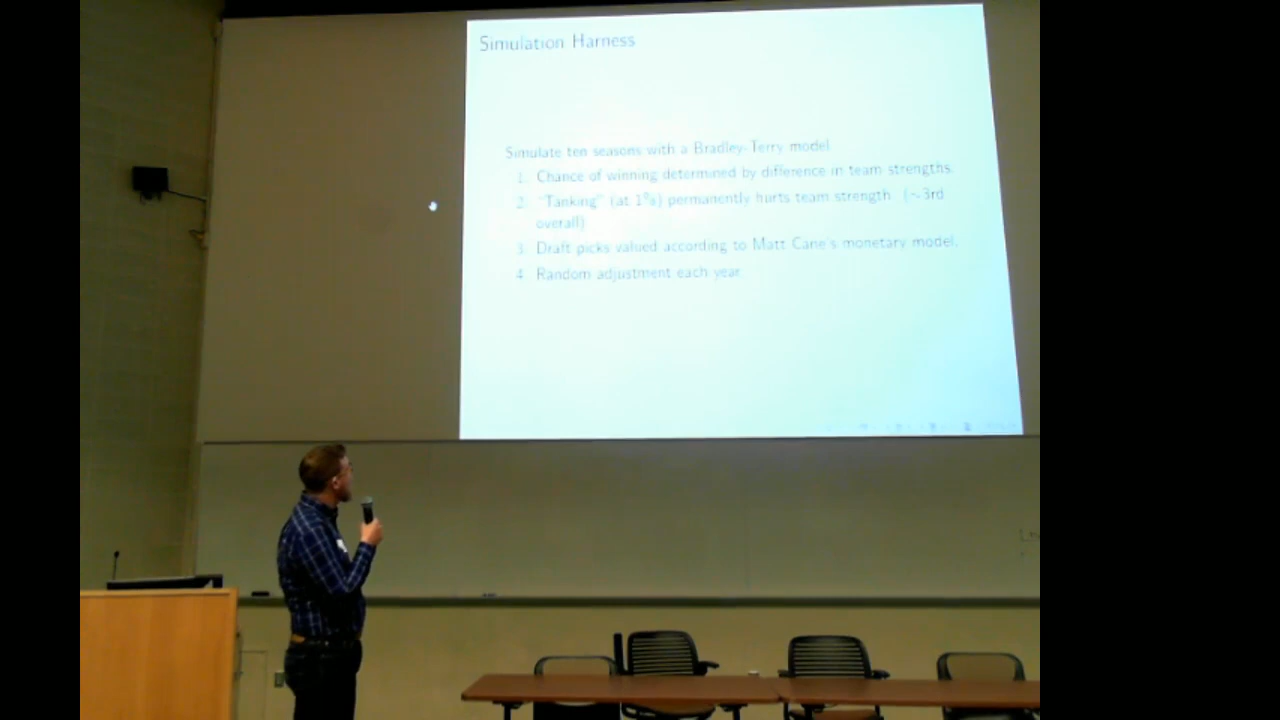 Simulation Harness
Simulate ten seasons with a Bradley-Terry model.
1. Chance of winning determined by difference in team strengths.
2. "Tanking" (at 1%) permanently hurts team strength. (~3rd
overall)
3. Draft picks valued according to Matt Cane's monetary model.
4. Random adjustment each year.